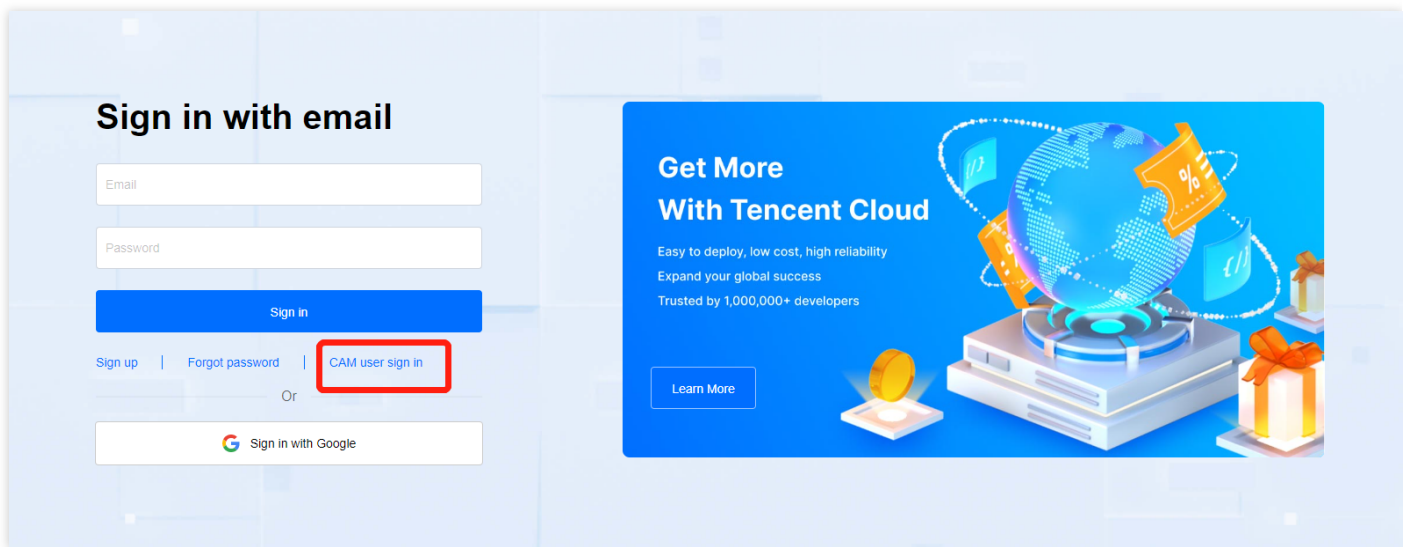 Sign in with email
Email
Password
Sign in
Sign up | Forgot password | CAM user sign in
Or
Sign in with Google
Get More
With Tencent Cloud
Easy to deploy, low cost, high reliability
Expand your global success
Trusted by 1,000,000+ developers
Learn More
{/}
%
{/}
%